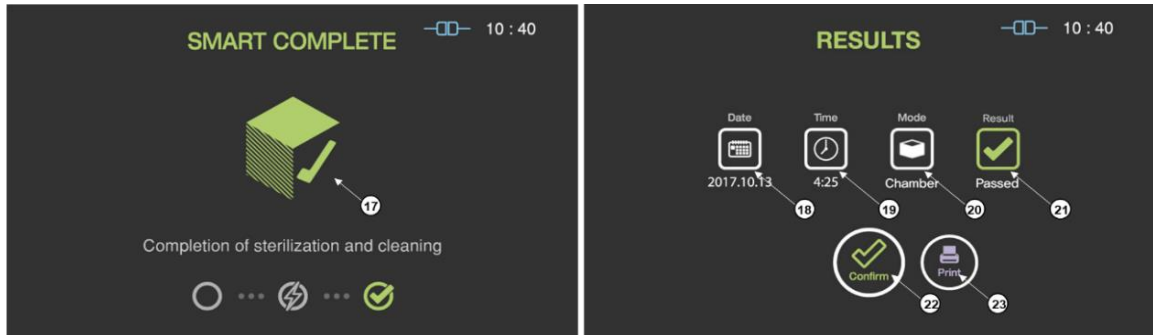 SMART COMPLETE
10 : 40
17
Completion of sterilization and cleaning
RESULTS
10 : 40
Date Time Mode Result
2017.10.13 4:25 Chamber Passed
18 19 20 21
Confirm Print
22 23